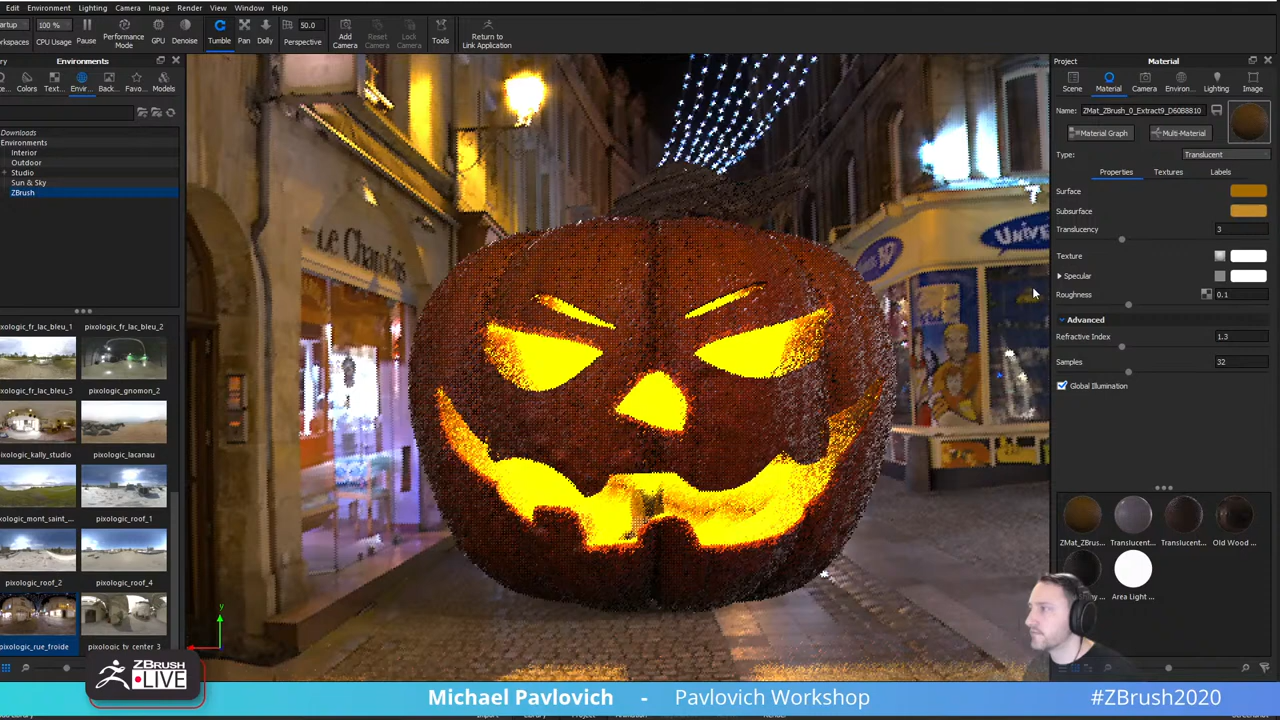 Edit Environment Lighting Camera Image Render View Window Help
100 % 50.0
CPU Usage Pause Performance Mode GPU Denoise Tumble Pan Dolly Perspective Add Camera Reset Camera Lock Camera Tools Return to Link Application
Environments
Colors Text... Envir... Back... Favo... Models
Downloads
Environments
Interior
Outdoor
Studio
Sun & Sky
ZBrush
pixologic_fr_lac_bleu_1 pixologic_fr_lac_bleu_2
pixologic_fr_lac_bleu_3 pixologic_gnomon_2
pixologic_kally_studio pixologic_lacanau
pixologic_mont_saint_... pixologic_roof_1
pixologic_roof_2 pixologic_roof_4
pixologic_rue_froide pixologic_tv_center_3
Le Chandais
Univer
y
Project Material
Scene Material Camera Environ... Lighting Image
Name: ZMat_ZBrush_0_Extract9_D60B8810
Material Graph Multi-Material
Type: Translucent
Properties Textures Labels
Surface
Subsurface
Translucency 3
Texture
Specular
Roughness 0.1
Advanced
Refractive Index 1.3
Samples 32
Global Illumination
ZMat_ZBrus... Translucent... Translucent... Old Wood ...
Area Light ...
ZBRUSH
LIVE
Michael Pavlovich - Pavlovich Workshop #ZBrush2020